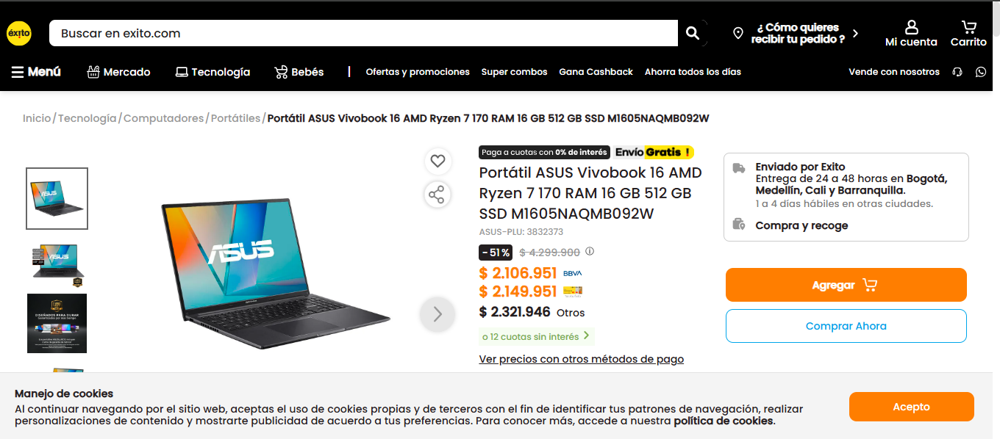 éxito
Buscar en exito.com
¿ Cómo quieres
recibir tu pedido ?
Mi cuenta
Carrito
Menú
Mercado
Tecnología
Bebés
Ofertas y promociones
Super combos
Gana Cashback
Ahorra todos los días
Vende con nosotros
Inicio/Tecnología/Computadores/Portátiles/Portátil ASUS Vivobook 16 AMD Ryzen 7 170 RAM 16 GB 512 GB SSD M1605NAQMB092W
ASUS
ASUS
DISEÑADOS PARA DURAR
ASUS
Paga a cuotas con 0% de interés
Envío Gratis !
Portátil ASUS Vivobook 16 AMD
Ryzen 7 170 RAM 16 GB 512 GB
SSD M1605NAQMB092W
ASUS-PLU: 3832373
- 51 % $ 4.299.900
$ 2.106.951 BBVA
$ 2.149.951
$ 2.321.946 Otros
o 12 cuotas sin interés
Ver precios con otros métodos de pago
Enviado por Exito
Entrega de 24 a 48 horas en Bogotá,
Medellín, Cali y Barranquilla.
1 a 4 días hábiles en otras ciudades.
Compra y recoge
Agregar
Comprar Ahora
Manejo de cookies
Al continuar navegando por el sitio web, aceptas el uso de cookies propias y de terceros con el fin de identificar tus patrones de navegación, realizar
personalizaciones de contenido y mostrarte publicidad de acuerdo a tus preferencias. Para conocer más, accede a nuestra política de cookies.
Acepto